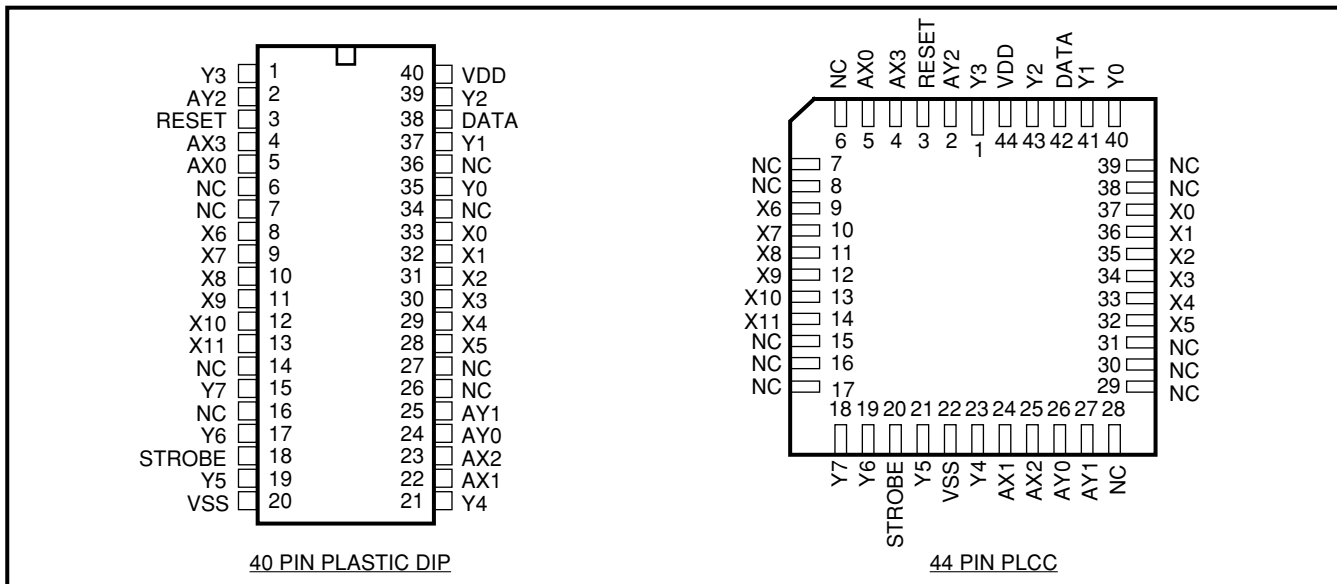 Y3 1 40 VDD
AY2 2 39 Y2
RESET 3 38 DATA
AX3 4 37 Y1
AX0 5 36 NC
NC 6 35 Y0
NC 7 34 NC
X6 8 33 X0
X7 9 32 X1
X8 10 31 X2
X9 11 30 X3
X10 12 29 X4
X11 13 28 X5
NC 14 27 NC
Y7 15 26 NC
NC 16 25 AY1
Y6 17 24 AY0
STROBE 18 23 AX2
Y5 19 22 AX1
VSS 20 21 Y4
40 PIN PLASTIC DIP
NC AX0 AX3 RESET AY2 Y3 VDD Y2 DATA Y1 Y0
6 5 4 3 2 1 44 43 42 41 40
NC 7 39 NC
NC 8 38 NC
X6 9 37 X0
X7 10 36 X1
X8 11 35 X2
X9 12 34 X3
X10 13 33 X4
X11 14 32 X5
NC 15 31 NC
NC 16 30 NC
NC 17 29 NC
18 19 20 21 22 23 24 25 26 27 28
Y7 Y6 STROBE Y5 VSS Y4 AX1 AX2 AY0 AY1 NC
44 PIN PLCC